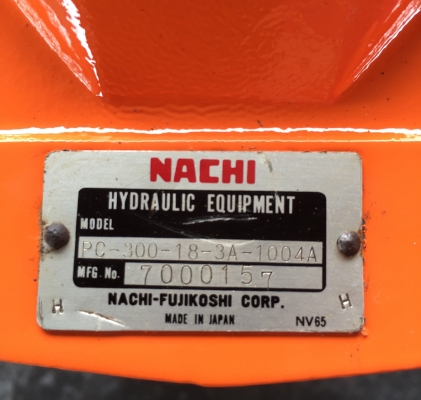 NACHI
HYDRAULIC EQUIPMENT
MODEL
PC-300-18-3A-1004A
MFG.No. 7000157
NACHI-FUJIKOSHI CORP.
H H
MADE IN JAPAN NV65